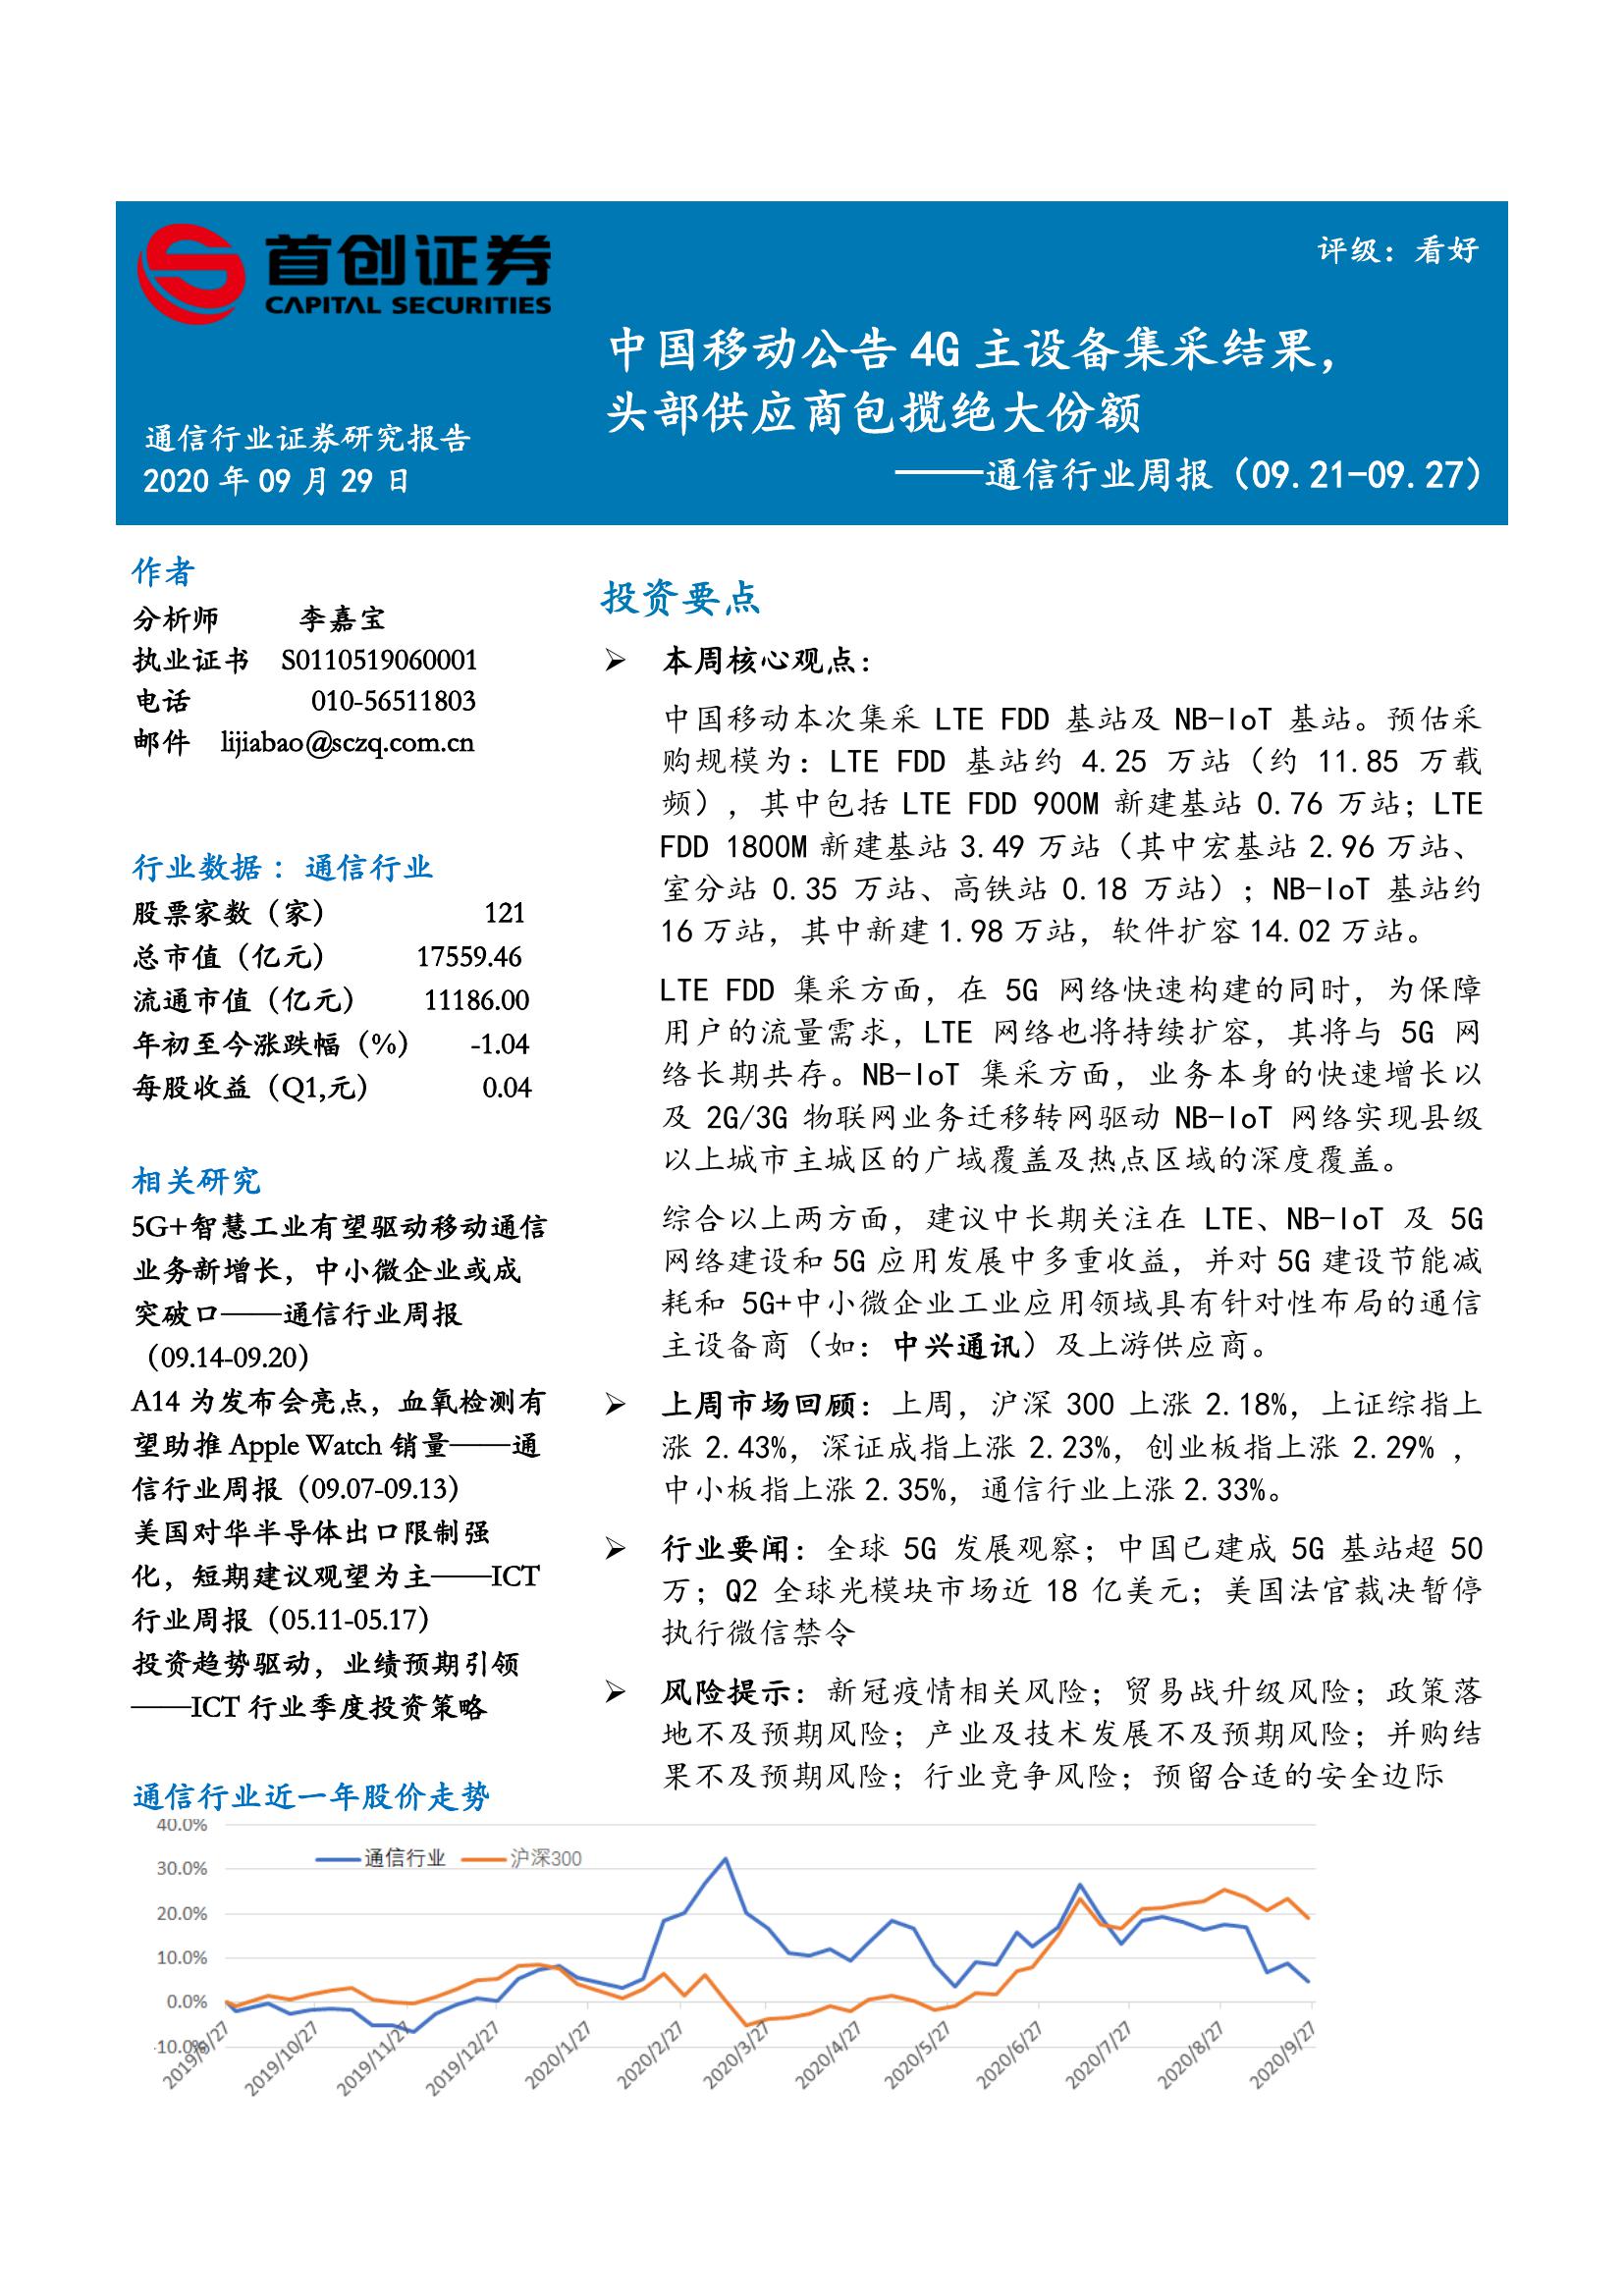 首创证券
CAPITAL SECURITIES
评级：看好
中国移动公告 4G 主设备集采结果，
头部供应商包揽绝大份额
——通信行业周报（09.21-09.27）
通信行业证券研究报告
2020 年 09 月 29 日
作者
分析师 李嘉宝
执业证书 S0110519060001
电话 010-56511803
邮件 lijiabao@sczq.com.cn
行业数据：通信行业
股票家数（家） 121
总市值（亿元） 17559.46
流通市值（亿元） 11186.00
年初至今涨跌幅（%） -1.04
每股收益（Q1,元） 0.04
相关研究
5G+智慧工业有望驱动移动通信
业务新增长，中小微企业或成
突破口——通信行业周报
（09.14-09.20）
A14 为发布会亮点，血氧检测有
望助推 Apple Watch 销量——通
信行业周报（09.07-09.13）
美国对华半导体出口限制强
化，短期建议观望为主——ICT
行业周报（05.11-05.17）
投资趋势驱动，业绩预期引领
——ICT 行业季度投资策略
投资要点
➢ 本周核心观点：
中国移动本次集采 LTE FDD 基站及 NB-IoT 基站。预估采
购规模为：LTE FDD 基站约 4.25 万站（约 11.85 万载
频），其中包括 LTE FDD 900M 新建基站 0.76 万站；LTE
FDD 1800M 新建基站 3.49 万站（其中宏基站 2.96 万站、
室分站 0.35 万站、高铁站 0.18 万站）；NB-IoT 基站约
16 万站，其中新建 1.98 万站，软件扩容 14.02 万站。
LTE FDD 集采方面，在 5G 网络快速构建的同时，为保障
用户的流量需求，LTE 网络也将持续扩容，其将与 5G 网
络长期共存。NB-IoT 集采方面，业务本身的快速增长以
及 2G/3G 物联网业务迁移转网驱动 NB-IoT 网络实现县级
以上城市主城区的广域覆盖及热点区域的深度覆盖。
综合以上两方面，建议中长期关注在 LTE、NB-IoT 及 5G
网络建设和 5G 应用发展中多重收益，并对 5G 建设节能减
耗和 5G+中小微企业工业应用领域具有针对性布局的通信
主设备商（如：中兴通讯）及上游供应商。
➢ 上周市场回顾：上周，沪深 300 上涨 2.18%，上证综指上
涨 2.43%，深证成指上涨 2.23%，创业板指上涨 2.29% ，
中小板指上涨 2.35%，通信行业上涨 2.33%。
➢ 行业要闻：全球 5G 发展观察；中国已建成 5G 基站超 50
万；Q2 全球光模块市场近 18 亿美元；美国法官裁决暂停
执行微信禁令
➢ 风险提示：新冠疫情相关风险；贸易战升级风险；政策落
地不及预期风险；产业及技术发展不及预期风险；并购结
果不及预期风险；行业竞争风险；预留合适的安全边际
通信行业近一年股价走势
通信行业 沪深300
40.0%
30.0%
20.0%
10.0%
0.0%
-10.0%
2019/9/27 2019/10/27 2019/11/27 2019/12/27 2020/1/27 2020/2/27 2020/3/27 2020/4/27 2020/5/27 2020/6/27 2020/7/27 2020/8/27 2020/9/27